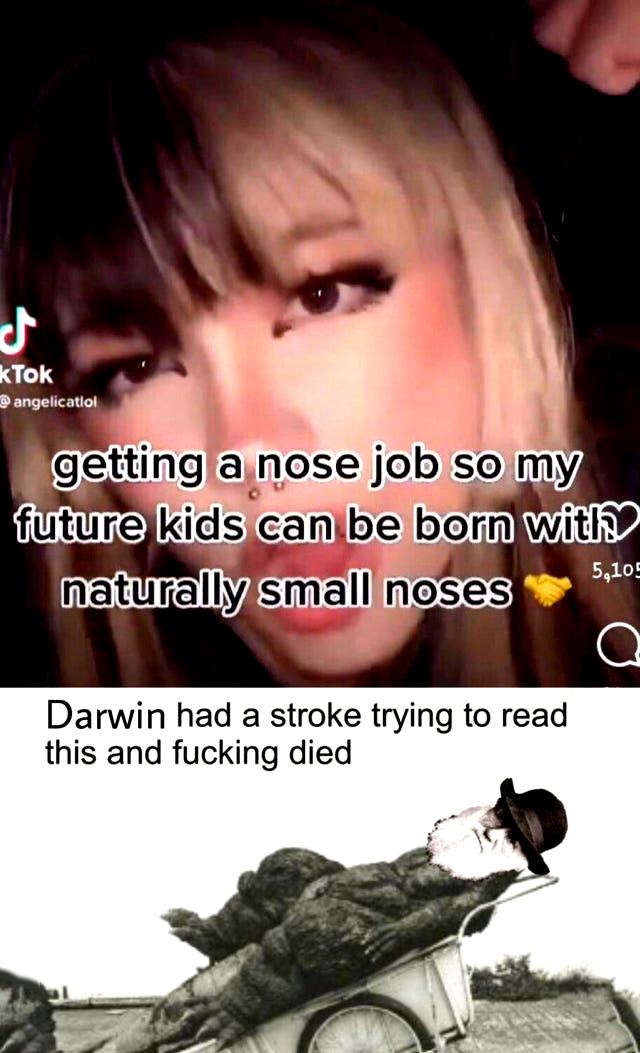 kTok
@angelicatlol
getting a nose job so my
future kids can be born with
naturally small noses 🤝
5,105
Darwin had a stroke trying to read
this and fucking died